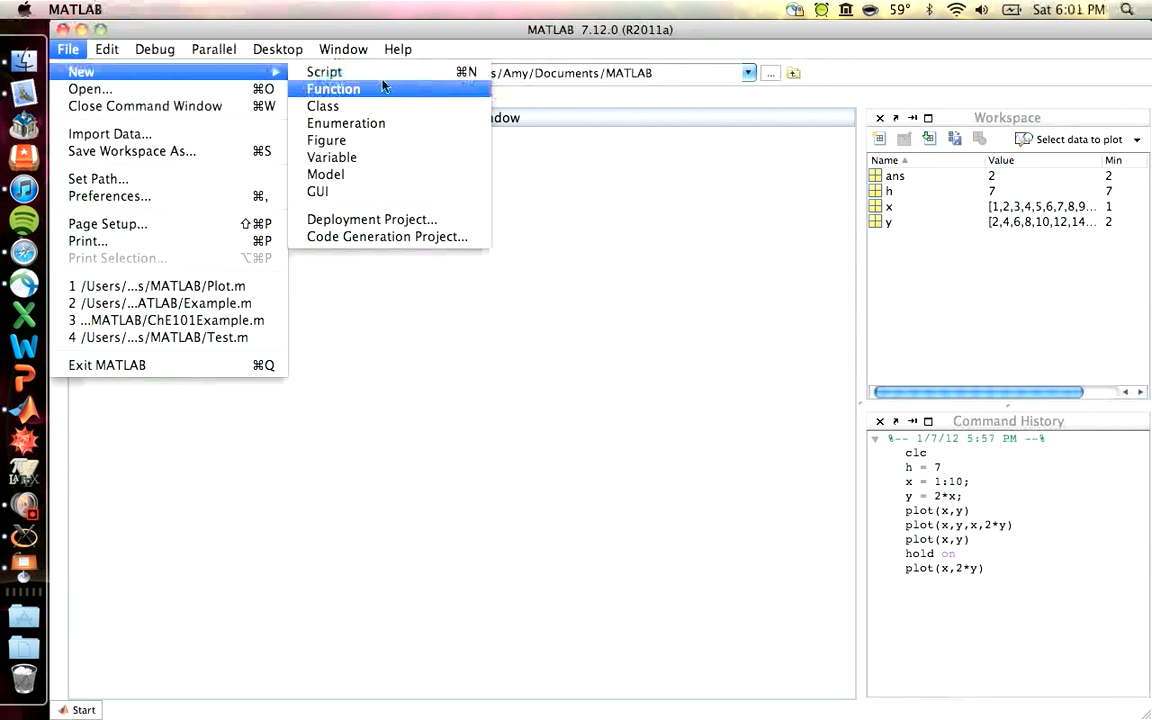 MATLAB
59°
Sat 6:01 PM
MATLAB 7.12.0 (R2011a)
File Edit Debug Parallel Desktop Window Help
New
Open... ⌘O
Close Command Window ⌘W
Import Data...
Save Workspace As... ⌘S
Set Path...
Preferences... ⌘,
Page Setup... ⇧⌘P
Print... ⌘P
Print Selection... ⌥⌘P
1 /Users/...s/MATLAB/Plot.m
2 /Users/...ATLAB/Example.m
3 ...MATLAB/ChE101Example.m
4 /Users/...s/MATLAB/Test.m
Exit MATLAB ⌘Q
Script ⌘N
Function
Class
Enumeration
Figure
Variable
Model
GUI
Deployment Project...
Code Generation Project...
s/Amy/Documents/MATLAB
...
ndow
Workspace
Select data to plot
Name Value Min
ans 2 2
h 7 7
x [1,2,3,4,5,6,7,8,9... 1
y [2,4,6,8,10,12,14... 2
Command History
%-- 1/7/12 5:57 PM --%
clc
h = 7
x = 1:10;
y = 2*x;
plot(x,y)
plot(x,y,x,2*y)
plot(x,y)
hold on
plot(x,2*y)
Start